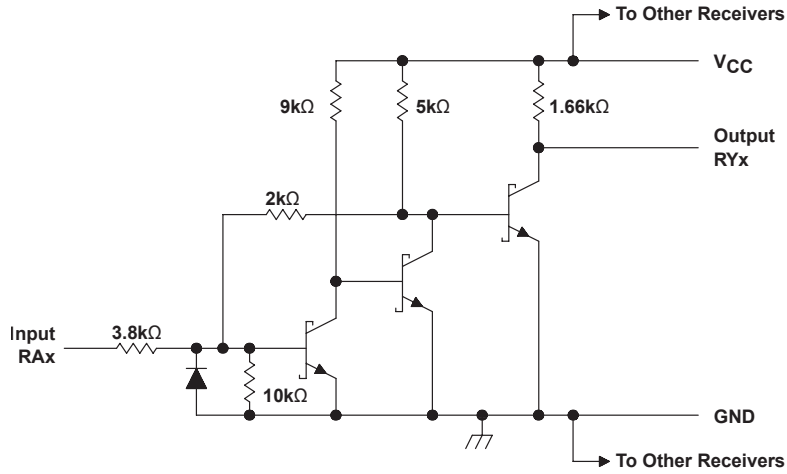 To Other Receivers
VCC
9kΩ
5kΩ
1.66kΩ
Output
RYx
2kΩ
Input
RAx
3.8kΩ
10kΩ
GND
To Other Receivers